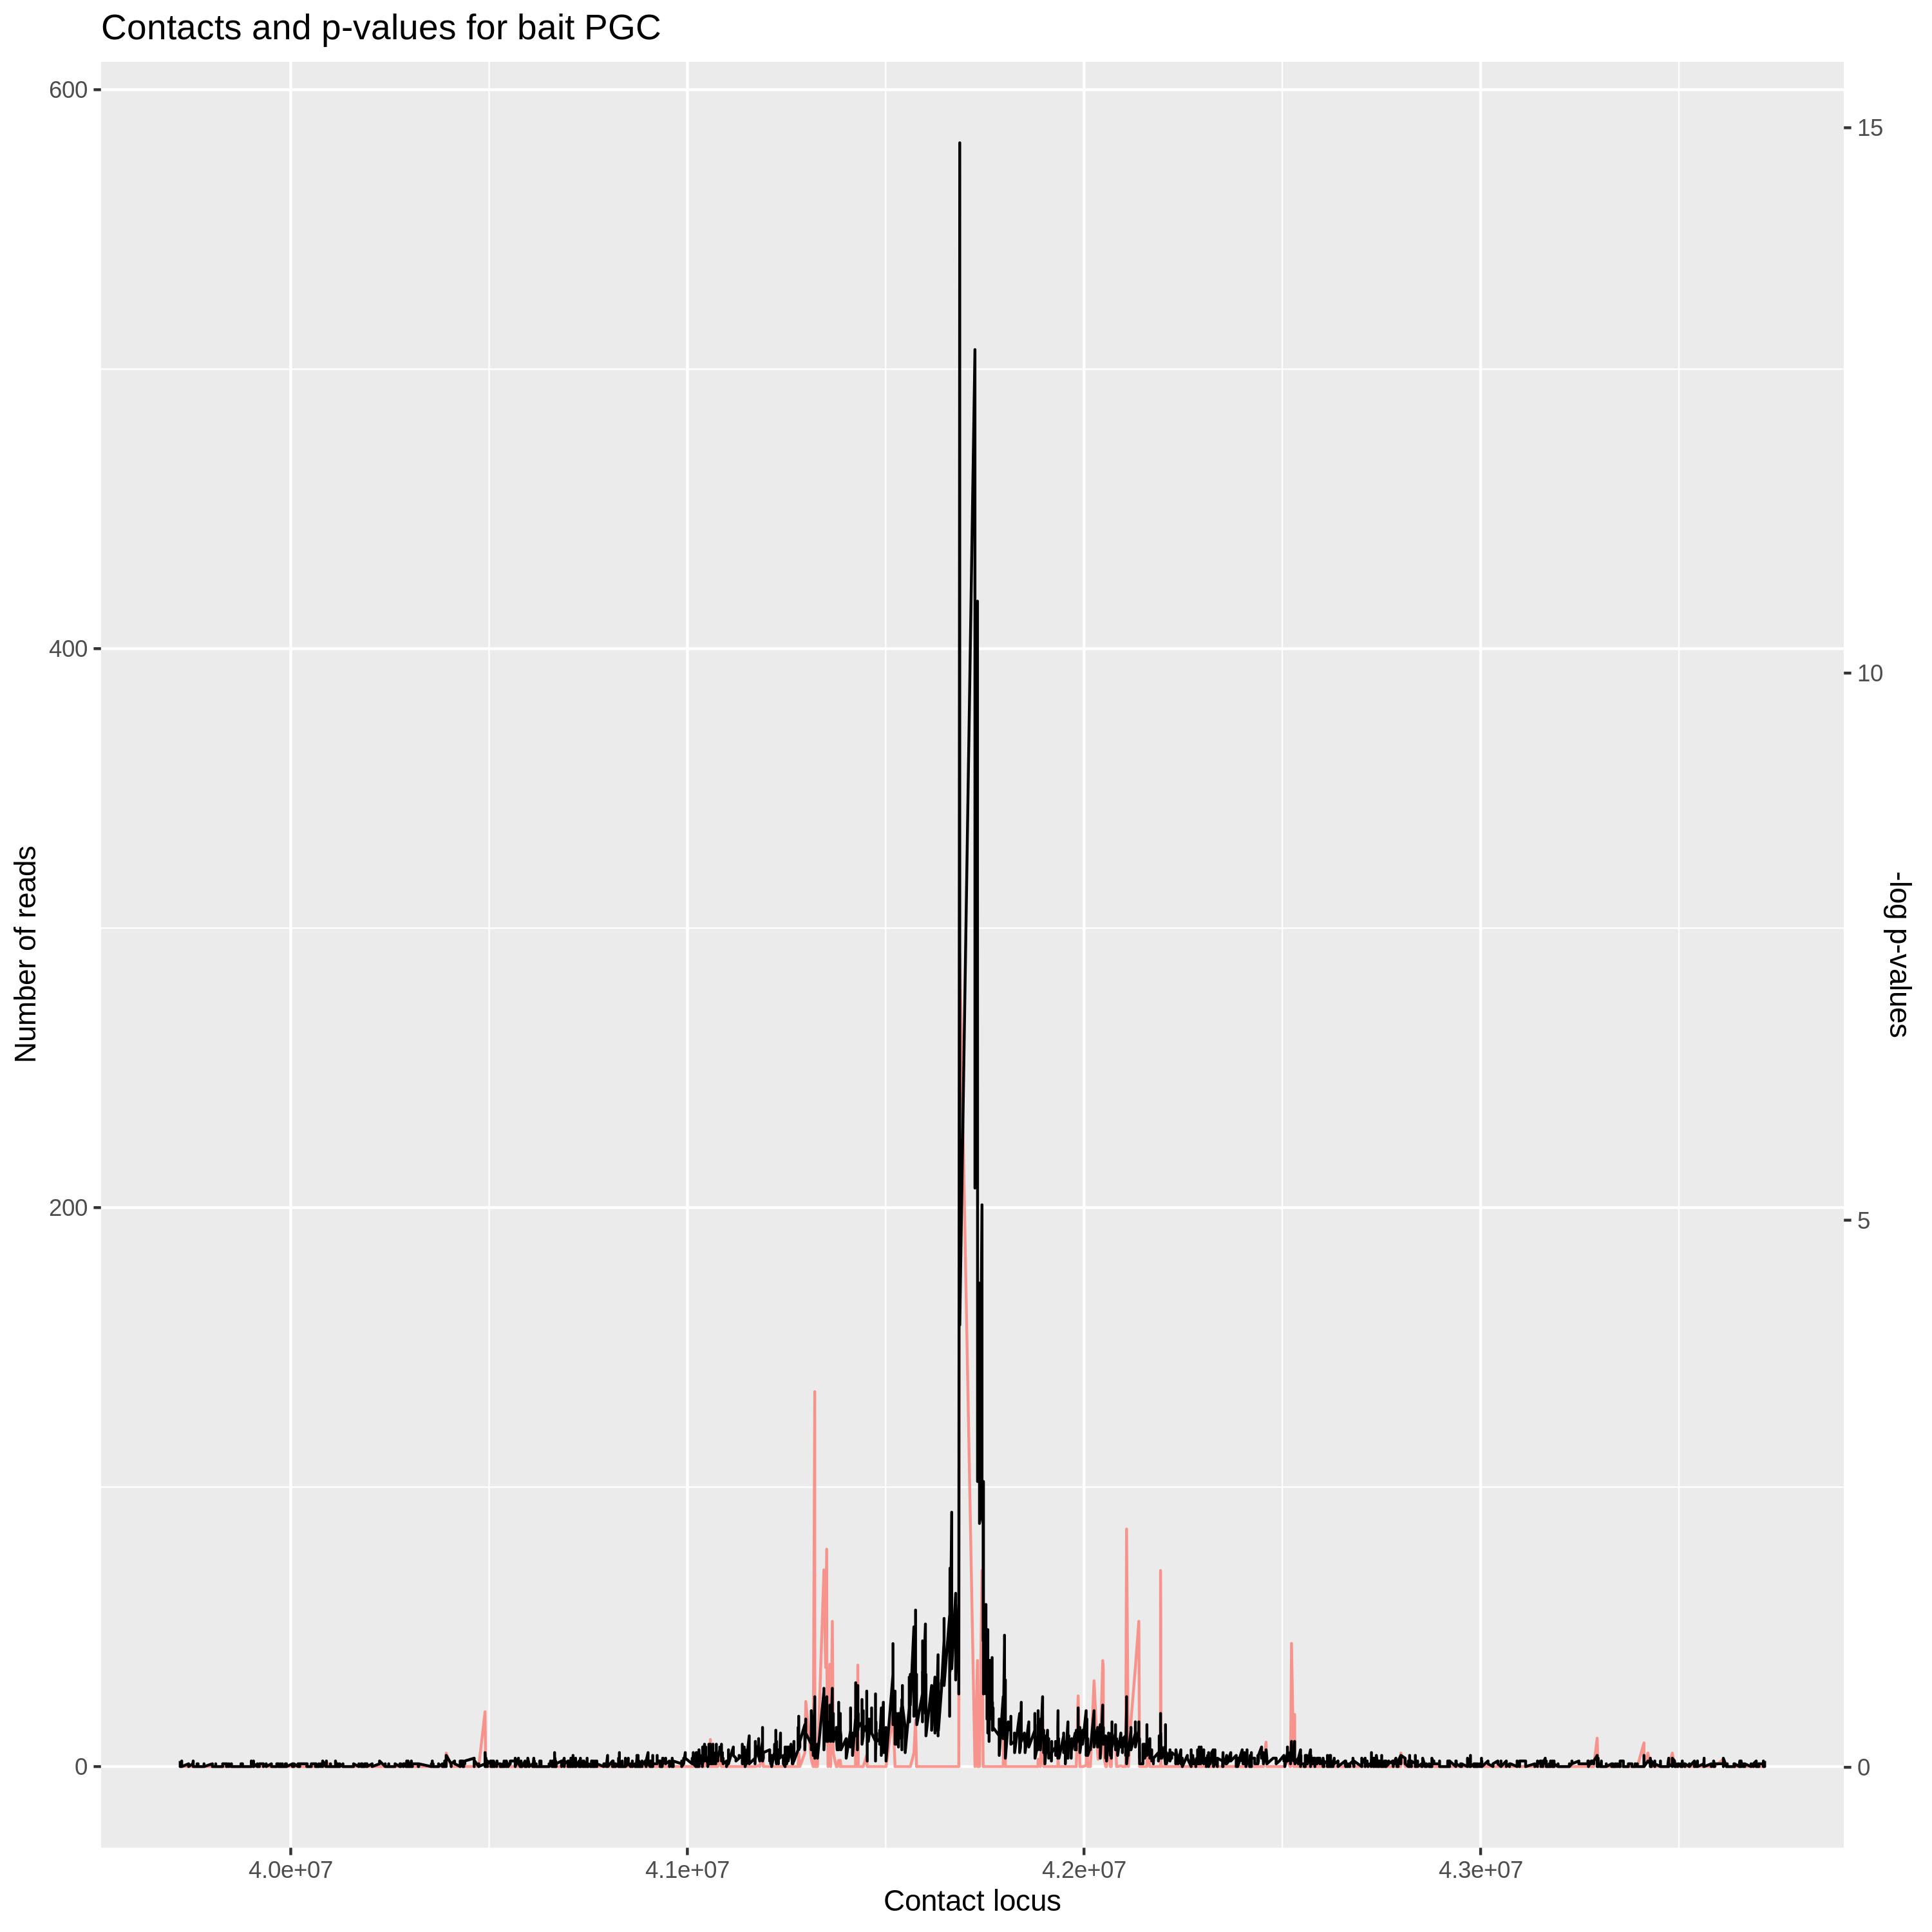 Contacts and p-values for bait PGC
600
400
200
0
15
10
5
0
Number of reads
-log p-values
4.0e+07
4.1e+07
4.2e+07
4.3e+07
Contact locus